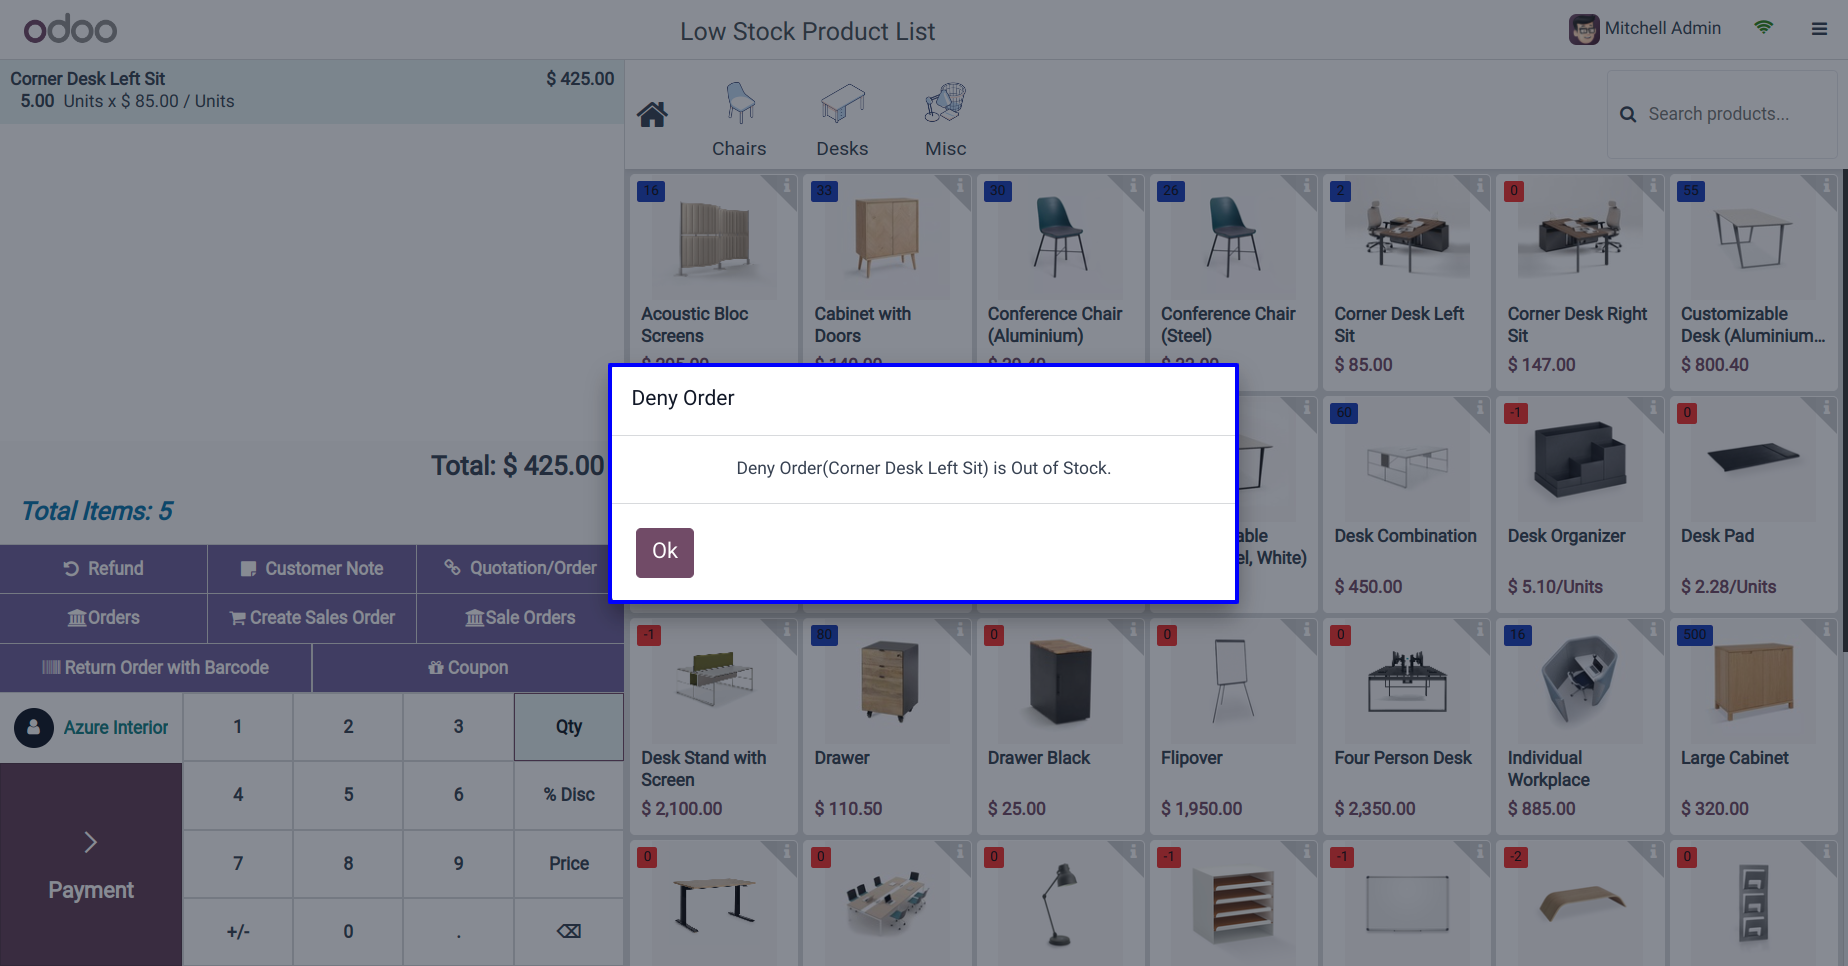 odoo
Low Stock Product List
Mitchell Admin
Corner Desk Left Sit
$ 425.00
5.00 Units x $ 85.00 / Units
Chairs
Desks
Misc
Search products...
16
33
30
26
2
0
55
Acoustic Bloc
Screens
Cabinet with
Doors
Conference Chair
(Aluminium)
Conference Chair
(Steel)
Corner Desk Left
Sit
Corner Desk Right
Sit
Customizable
Desk (Aluminium...
$ 85.00
$ 147.00
$ 800.40
Deny Order
Deny Order(Corner Desk Left Sit) is Out of Stock.
Ok
Total: $ 425.00
Total Items: 5
60
-1
0
Desk Combination
Desk Organizer
Desk Pad
White)
$ 450.00
$ 5.10/Units
$ 2.28/Units
Refund
Customer Note
Quotation/Order
Orders
Create Sales Order
Sale Orders
Return Order with Barcode
Coupon
-1
80
0
0
0
16
500
Desk Stand with
Screen
Drawer
Drawer Black
Flipover
Four Person Desk
Individual
Workplace
Large Cabinet
$ 2,100.00
$ 110.50
$ 25.00
$ 1,950.00
$ 2,350.00
$ 885.00
$ 320.00
Azure Interior
1
2
3
Qty
4
5
6
% Disc
7
8
9
Price
+/-
0
.
Payment
0
0
0
-1
-1
-2
0